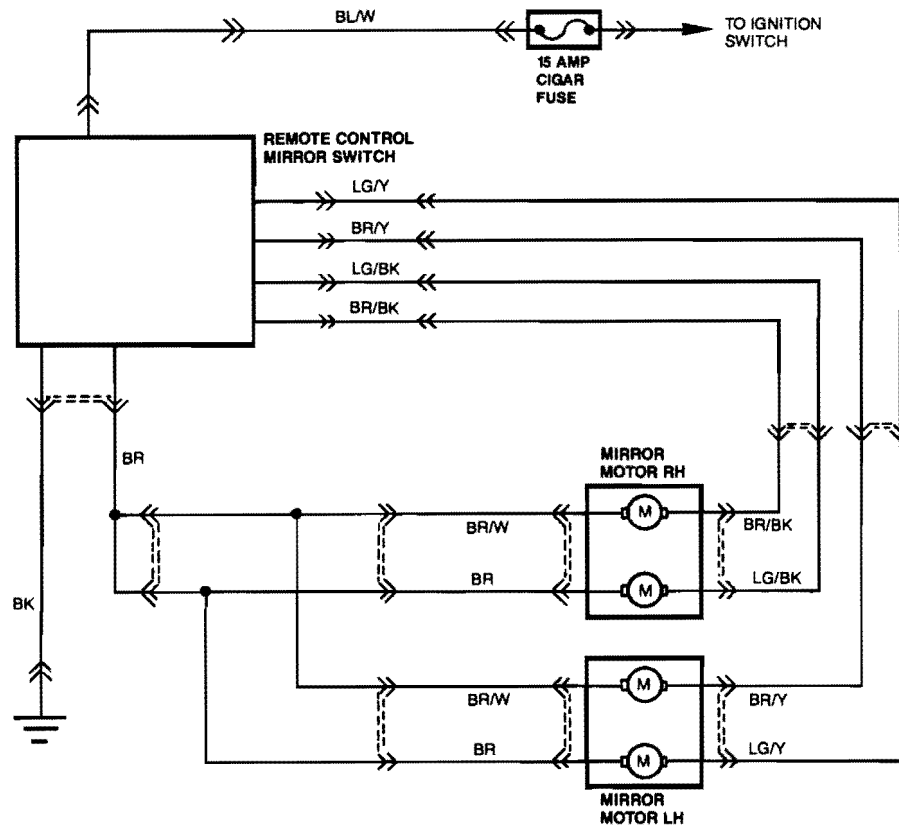 BL/W
TO IGNITION
SWITCH
15 AMP
CIGAR
FUSE
REMOTE CONTROL
MIRROR SWITCH
LG/Y
BR/Y
LG/BK
BR/BK
BR
MIRROR
MOTOR RH
M
BR/W
BR/BK
M
BR
LG/BK
BK
M
BR/W
BR/Y
M
BR
LG/Y
MIRROR
MOTOR LH